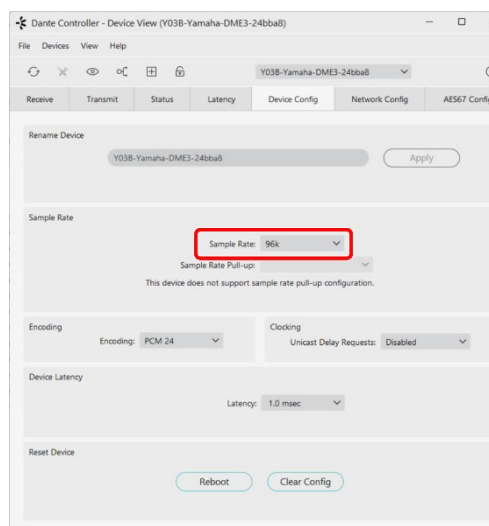 Dante Controller - Device View (Y03B-Yamaha-DME3-24bba8)
File Devices View Help
Y03B-Yamaha-DME3-24bba8
Receive Transmit Status Latency Device Config Network Config AES67 Config
Rename Device
Y03B-Yamaha-DME3-24bba8 Apply
Sample Rate
Sample Rate: 96k
Sample Rate Pull-up:
This device does not support sample rate pull-up configuration.
Encoding Clocking
Encoding: PCM 24 Unicast Delay Requests: Disabled
Device Latency
Latency: 1.0 msec
Reset Device
Reboot Clear Config